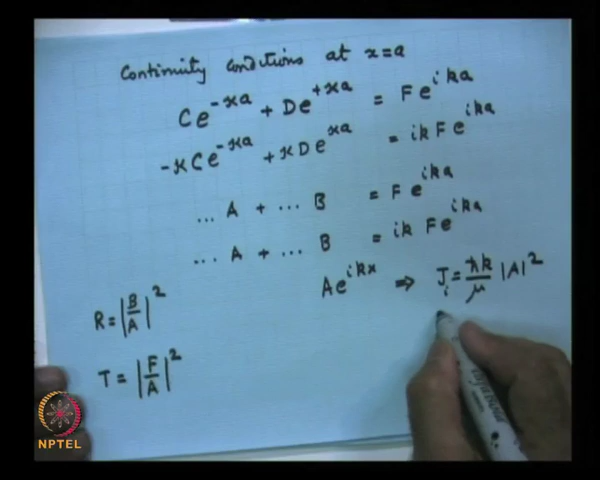 Continuity conditions at x=a
Ce^{-κa} + De^{+κa} = Fe^{ika}
-κCe^{-κa} + κDe^{κa} = ikFe^{ika}
... A + ... B = Fe^{ika}
... A + ... B = ik Fe^{ika}
Ae^{ikx} ⇒ J_i = ħk/μ |A|^2
R = |B/A|^2
T = |F/A|^2
NPTEL